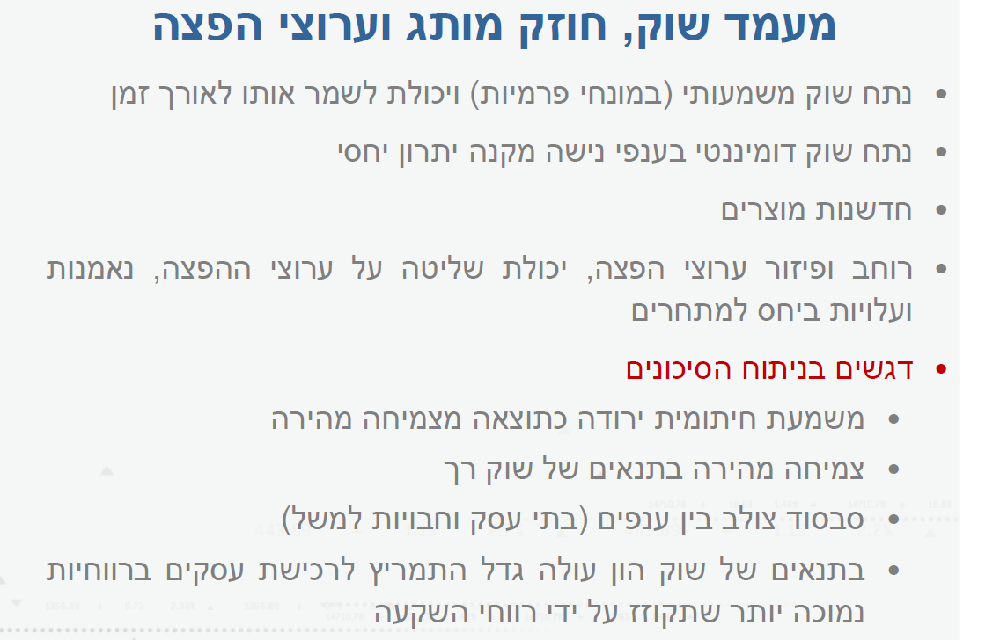 מעמד שוק, חוזק מותג וערוצי הפצה
• נתח שוק משמעותי (במונחי פרמיות) ויכולת לשמר אותו לאורך זמן
• נתח שוק דומיננטי בענפי נישה מקנה יתרון יחסי
• חדשנות מוצרים
• רוחב ופיזור ערוצי הפצה, יכולת שליטה על ערוצי ההפצה, נאמנות
ועלויות ביחס למתחרים
• דגשים בניתוח הסיכונים
• משמעת חיתומית ירודה כתוצאה מצמיחה מהירה
• צמיחה מהירה בתנאים של שוק רך
• סבסוד צולב בין ענפים (בתי עסק וחבויות למשל)
• בתנאים של שוק הון עולה גדל התמריץ לרכישת עסקים ברווחיות
נמוכה יותר שתקוזז על ידי רווחי השקעה